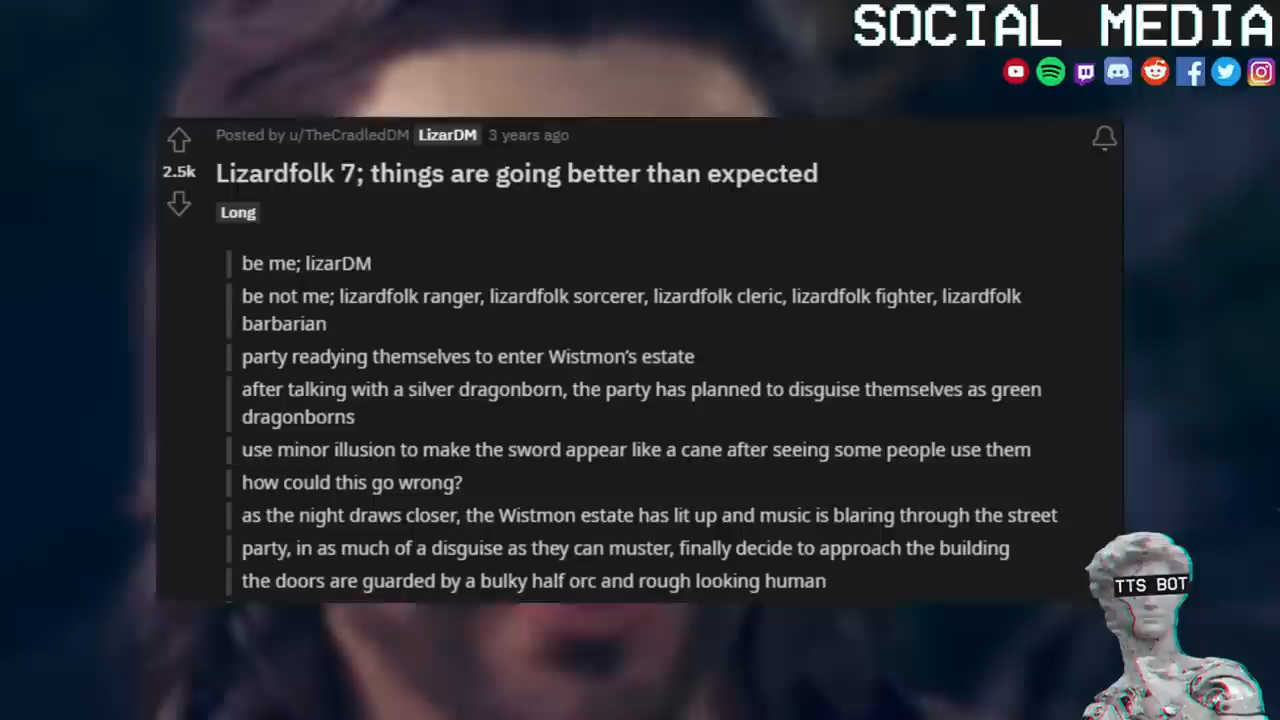 SOCIAL MEDIA
Posted by u/TheCradledDM LizarDM 3 years ago
2.5k
Lizardfolk 7; things are going better than expected
Long
be me; lizarDM
be not me; lizardfolk ranger, lizardfolk sorcerer, lizardfolk cleric, lizardfolk fighter, lizardfolk
barbarian
party readying themselves to enter Wistmon's estate
after talking with a silver dragonborn, the party has planned to disguise themselves as green
dragonborns
use minor illusion to make the sword appear like a cane after seeing some people use them
how could this go wrong?
as the night draws closer, the Wistmon estate has lit up and music is blaring through the street
party, in as much of a disguise as they can muster, finally decide to approach the building
the doors are guarded by a bulky half orc and rough looking human
TTS BOT